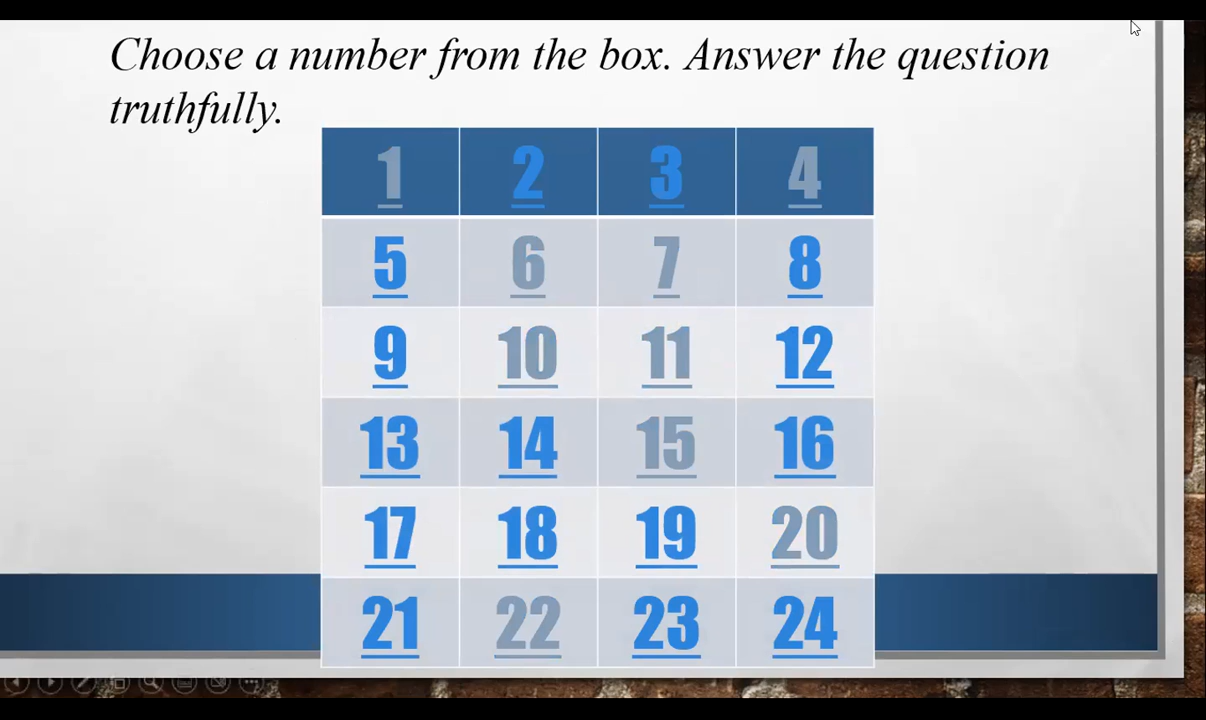 Choose a number from the box. Answer the question
truthfully.
1 2 3 4
5 6 7 8
9 10 11 12
13 14 15 16
17 18 19 20
21 22 23 24